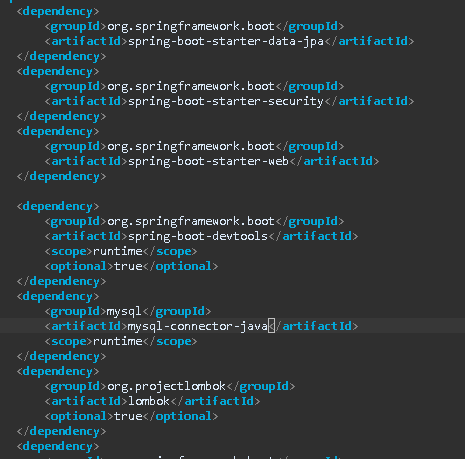 <dependency>
<groupId>org.springframework.boot</groupId>
<artifactId>spring-boot-starter-data-jpa</artifactId>
</dependency>
<dependency>
<groupId>org.springframework.boot</groupId>
<artifactId>spring-boot-starter-security</artifactId>
</dependency>
<dependency>
<groupId>org.springframework.boot</groupId>
<artifactId>spring-boot-starter-web</artifactId>
</dependency>
<dependency>
<groupId>org.springframework.boot</groupId>
<artifactId>spring-boot-devtools</artifactId>
<scope>runtime</scope>
<optional>true</optional>
</dependency>
<dependency>
<groupId>mysql</groupId>
<artifactId>mysql-connector-java</artifactId>
<scope>runtime</scope>
</dependency>
<dependency>
<groupId>org.projectlombok</groupId>
<artifactId>lombok</artifactId>
<optional>true</optional>
</dependency>
<dependency>